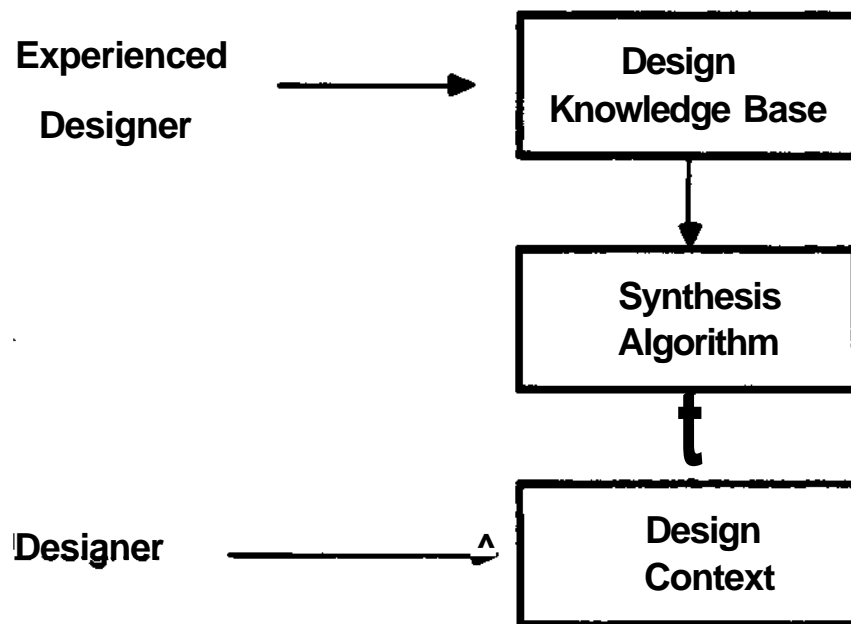 Experienced
Designer
Design
Knowledge Base
Synthesis
Algorithm
t
Designer
^
Design
Context